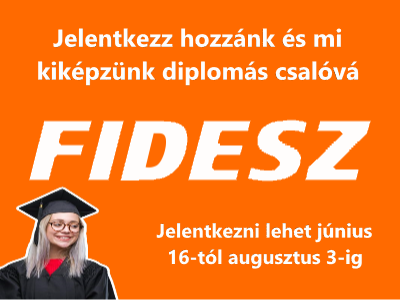 Jelentkezz hozzánk és mi
kiképzünk diplomás csalóvá
FIDESZ
Jelentkezni lehet június
16-tól augusztus 3-ig